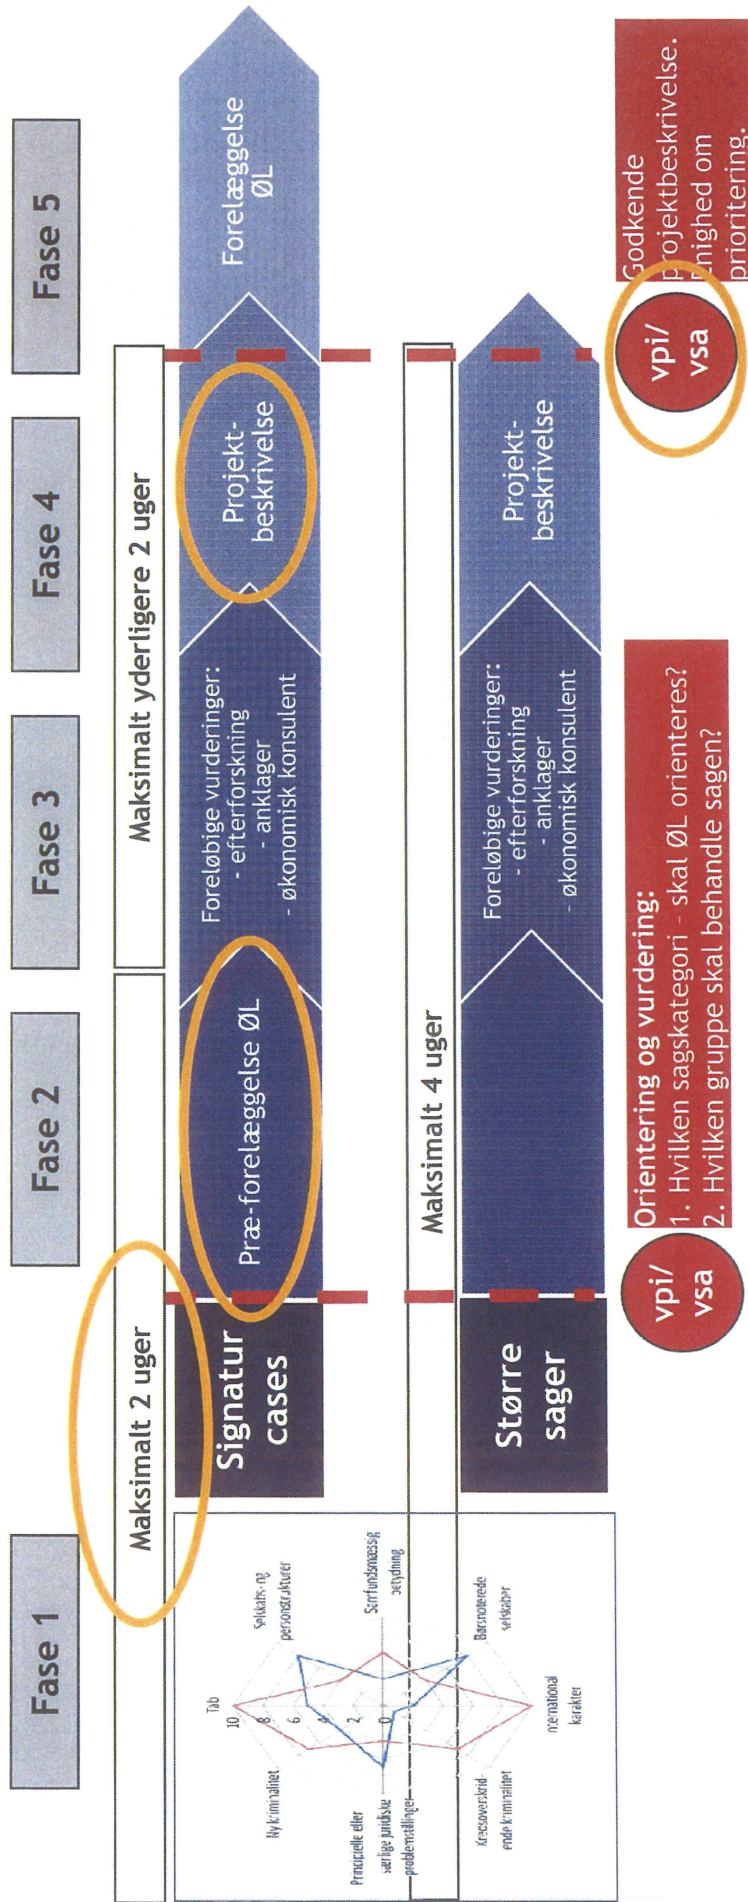 Fase 1
Fase 2
Fase 3
Fase 4
Fase 5
Maksimalt 2 uger
Maksimalt yderligere 2 uger
Signatur
cases
Præ-forelæggelse ØL
Foreløbige vurderinger:
- efterforskning
- anklager
- økonomisk konsulent
Projekt-
beskrivelse
Forelæggelse
ØL
Tab
10
8
6
4
2
0
Selskabs- og
personstrukturer
Samfundsmæssig
betydning
Børsnoterede
selskaber
international
karakter
Kredsoverskrid-
ende kriminalitet
Principielle eller
særlige juridiske
problemstillinger
Ny kriminalitet
Maksimalt 4 uger
Større
sager
Foreløbige vurderinger:
- efterforskning
- anklager
- økonomisk konsulent
Projekt-
beskrivelse
vpi/
vsa
Orientering og vurdering:
1. Hvilken sagskategori - skal ØL orienteres?
2. Hvilken gruppe skal behandle sagen?
vpi/
vsa
Godkende
projektbeskrivelse.
Enighed om
prioritering.